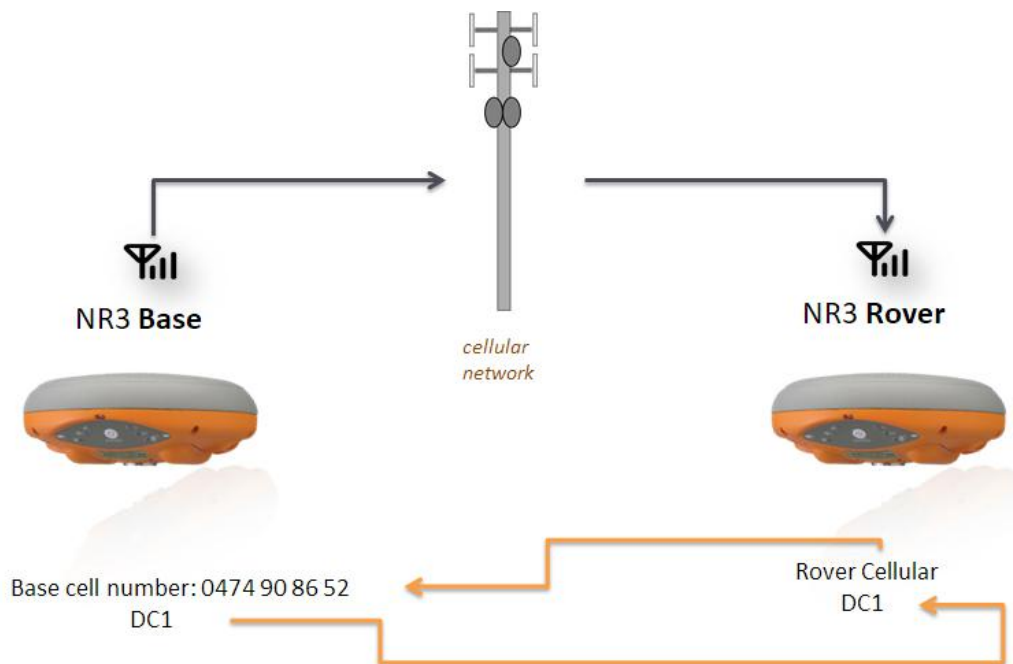 NR3 Base
NR3 Rover
cellular
network
Base cell number: 0474 90 86 52
DC1
Rover Cellular
DC1